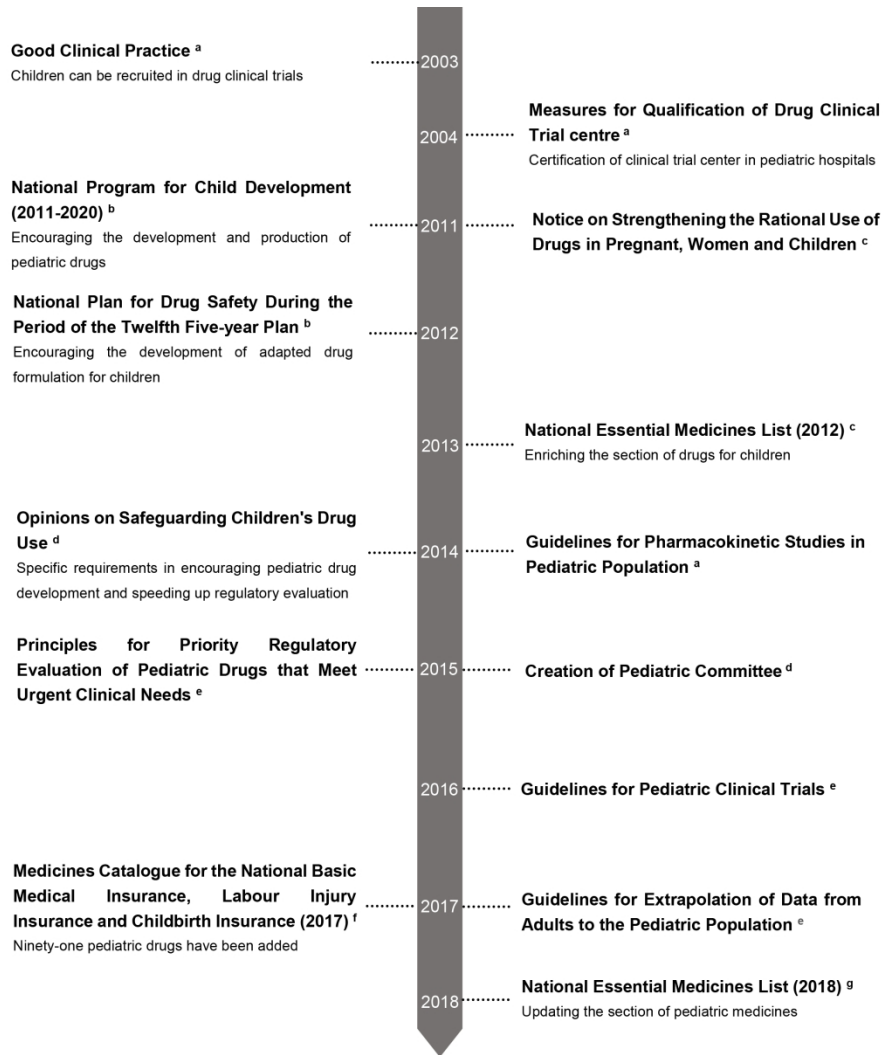 Good Clinical Practice ᵃ
Children can be recruited in drug clinical trials
2003
Measures for Qualification of Drug Clinical
Trial centre ᵃ
Certification of clinical trial center in pediatric hospitals
2004
National Program for Child Development
(2011-2020) ᵇ
Encouraging the development and production of
pediatric drugs
2011
Notice on Strengthening the Rational Use of
Drugs in Pregnant, Women and Children ᶜ
National Plan for Drug Safety During the
Period of the Twelfth Five-year Plan ᵇ
Encouraging the development of adapted drug
formulation for children
2012
2013
National Essential Medicines List (2012) ᶜ
Enriching the section of drugs for children
Opinions on Safeguarding Children's Drug
Use ᵈ
Specific requirements in encouraging pediatric drug
development and speeding up regulatory evaluation
2014
Guidelines for Pharmacokinetic Studies in
Pediatric Population ᵃ
Principles for Priority Regulatory
Evaluation of Pediatric Drugs that Meet
Urgent Clinical Needs ᵉ
2015
Creation of Pediatric Committee ᵈ
2016
Guidelines for Pediatric Clinical Trials ᵉ
Medicines Catalogue for the National Basic
Medical Insurance, Labour Injury
Insurance and Childbirth Insurance (2017) ᶠ
Ninety-one pediatric drugs have been added
2017
Guidelines for Extrapolation of Data from
Adults to the Pediatric Population ᵉ
2018
National Essential Medicines List (2018) ᵍ
Updating the section of pediatric medicines